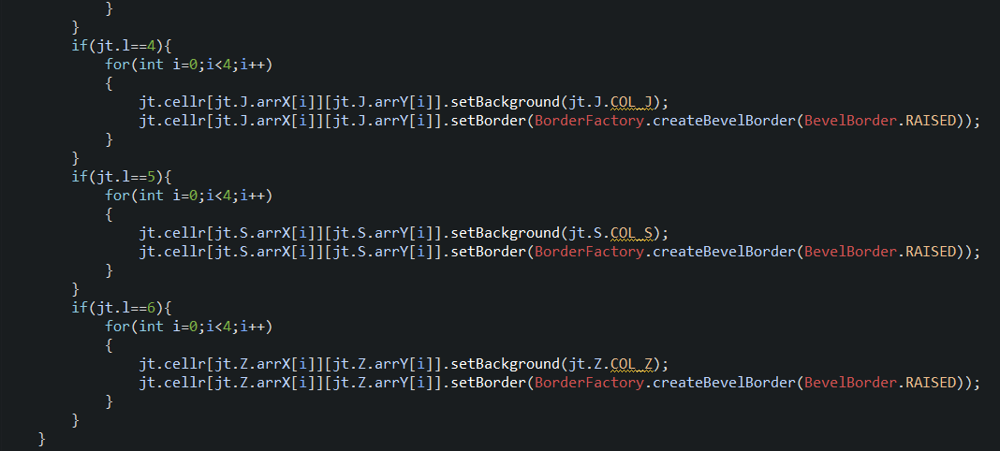 }
}
if(jt.l==4){
for(int i=0;i<4;i++)
{
jt.cellr[jt.J.arrX[i]][jt.J.arrY[i]].setBackground(jt.J.COL_J);
jt.cellr[jt.J.arrX[i]][jt.J.arrY[i]].setBorder(BorderFactory.createBevelBorder(BevelBorder.RAISED));
}
}
if(jt.l==5){
for(int i=0;i<4;i++)
{
jt.cellr[jt.S.arrX[i]][jt.S.arrY[i]].setBackground(jt.S.COL_S);
jt.cellr[jt.S.arrX[i]][jt.S.arrY[i]].setBorder(BorderFactory.createBevelBorder(BevelBorder.RAISED));
}
}
if(jt.l==6){
for(int i=0;i<4;i++)
{
jt.cellr[jt.Z.arrX[i]][jt.Z.arrY[i]].setBackground(jt.Z.COL_Z);
jt.cellr[jt.Z.arrX[i]][jt.Z.arrY[i]].setBorder(BorderFactory.createBevelBorder(BevelBorder.RAISED));
}
}
}